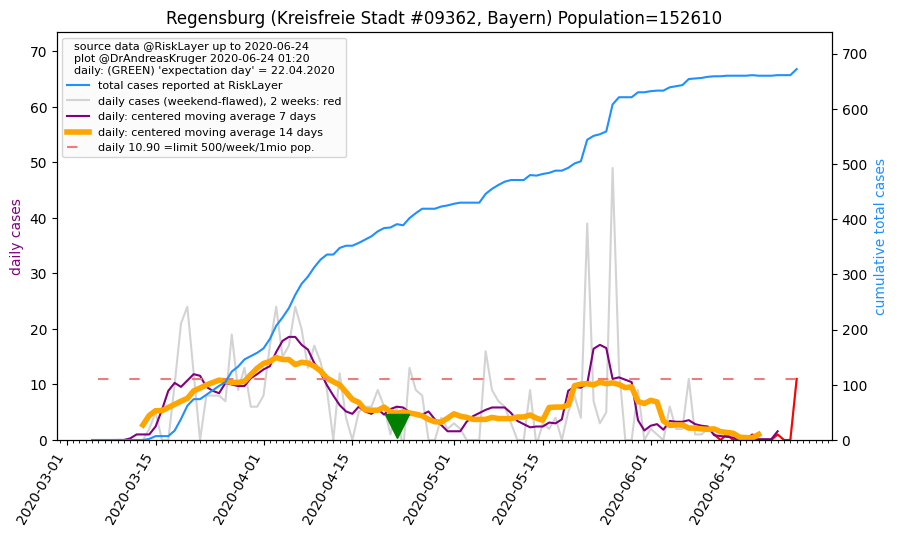 Regensburg (Kreisfreie Stadt #09362, Bayern) Population=152610
source data @RiskLayer up to 2020-06-24
plot @DrAndreasKruger 2020-06-24 01:20
daily: (GREEN) 'expectation day' = 22.04.2020
total cases reported at RiskLayer
daily cases (weekend-flawed), 2 weeks: red
daily: centered moving average 7 days
daily: centered moving average 14 days
daily 10.90 =limit 500/week/1mio pop.
daily cases
70
60
50
40
30
20
10
0
cumulative total cases
700
600
500
400
300
200
100
0
2020-03-01
2020-03-15
2020-04-01
2020-04-15
2020-05-01
2020-05-15
2020-06-01
2020-06-15